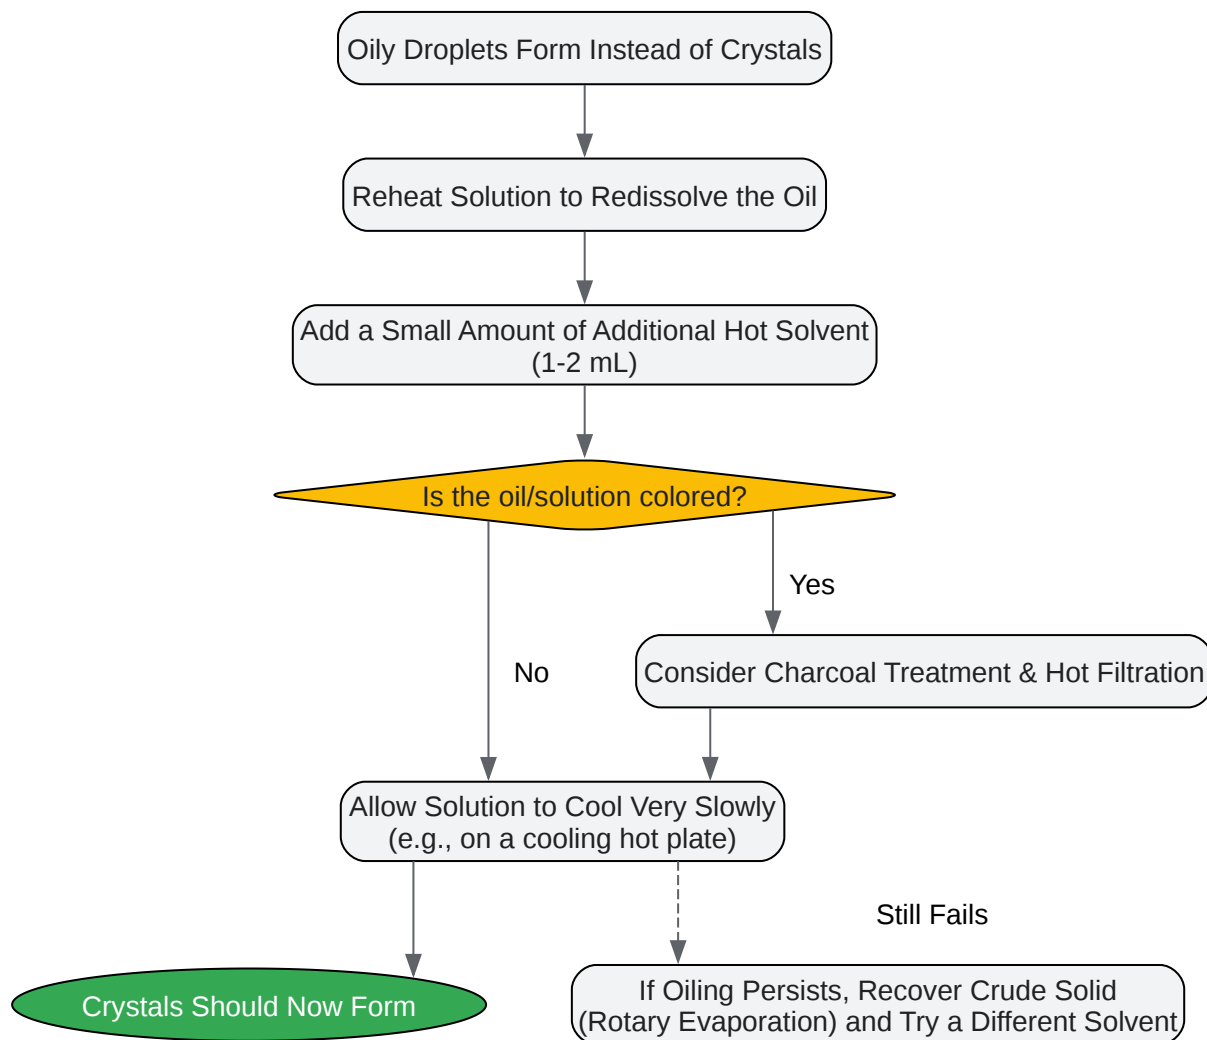 Oily Droplets Form Instead of Crystals
Reheat Solution to Redissolve the Oil
Add a Small Amount of Additional Hot Solvent
(1-2 mL)
Is the oil/solution colored?
Yes
No
Consider Charcoal Treatment & Hot Filtration
Allow Solution to Cool Very Slowly
(e.g., on a cooling hot plate)
Still Fails
Crystals Should Now Form
If Oiling Persists, Recover Crude Solid
(Rotary Evaporation) and Try a Different Solvent